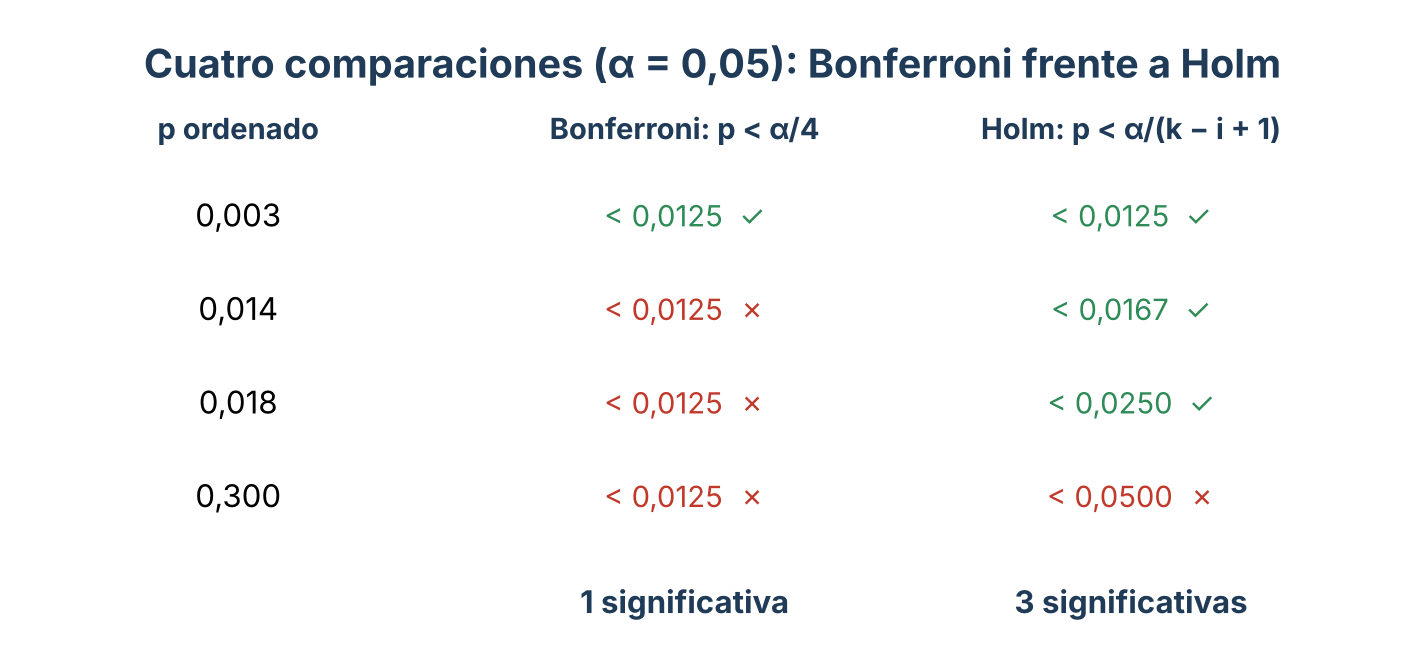 Cuatro comparaciones (α = 0,05): Bonferroni frente a Holm
p ordenado Bonferroni: p < α/4 Holm: p < α/(k − i + 1)
0,003 < 0,0125 ✓ < 0,0125 ✓
0,014 < 0,0125 × < 0,0167 ✓
0,018 < 0,0125 × < 0,0250 ✓
0,300 < 0,0125 × < 0,0500 ×
1 significativa 3 significativas